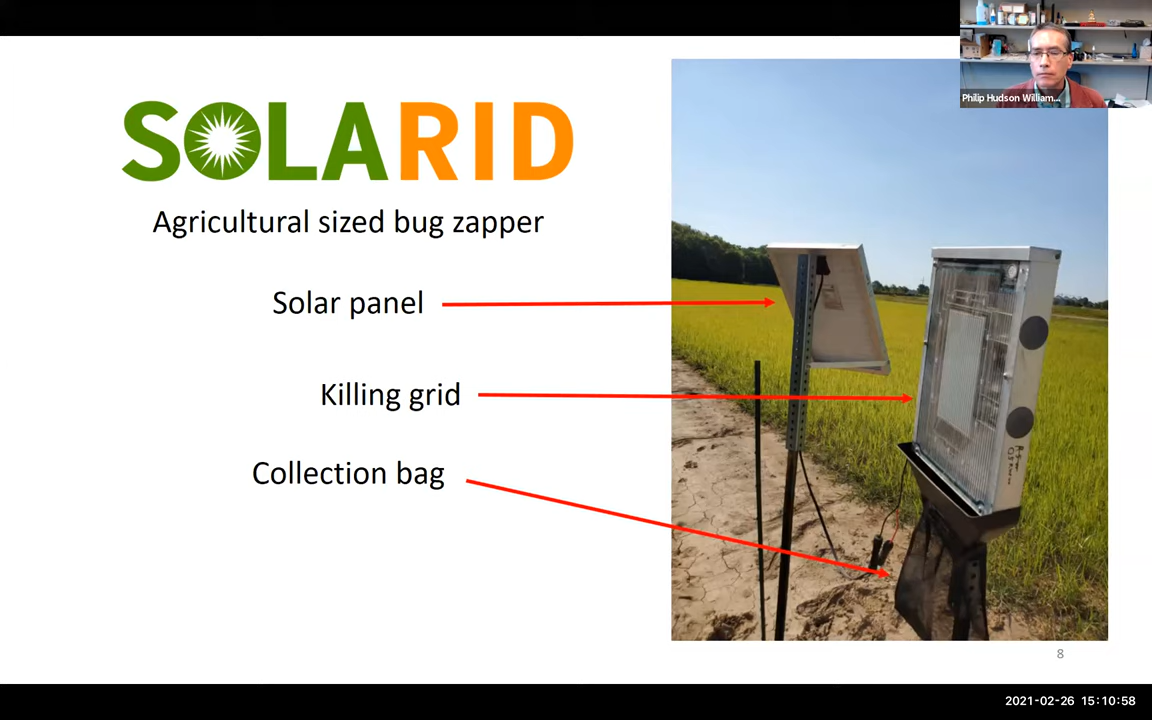 Philip Hudson William...
SOLARID
Agricultural sized bug zapper
Solar panel
Killing grid
Collection bag
8
2021-02-26 15:10:58